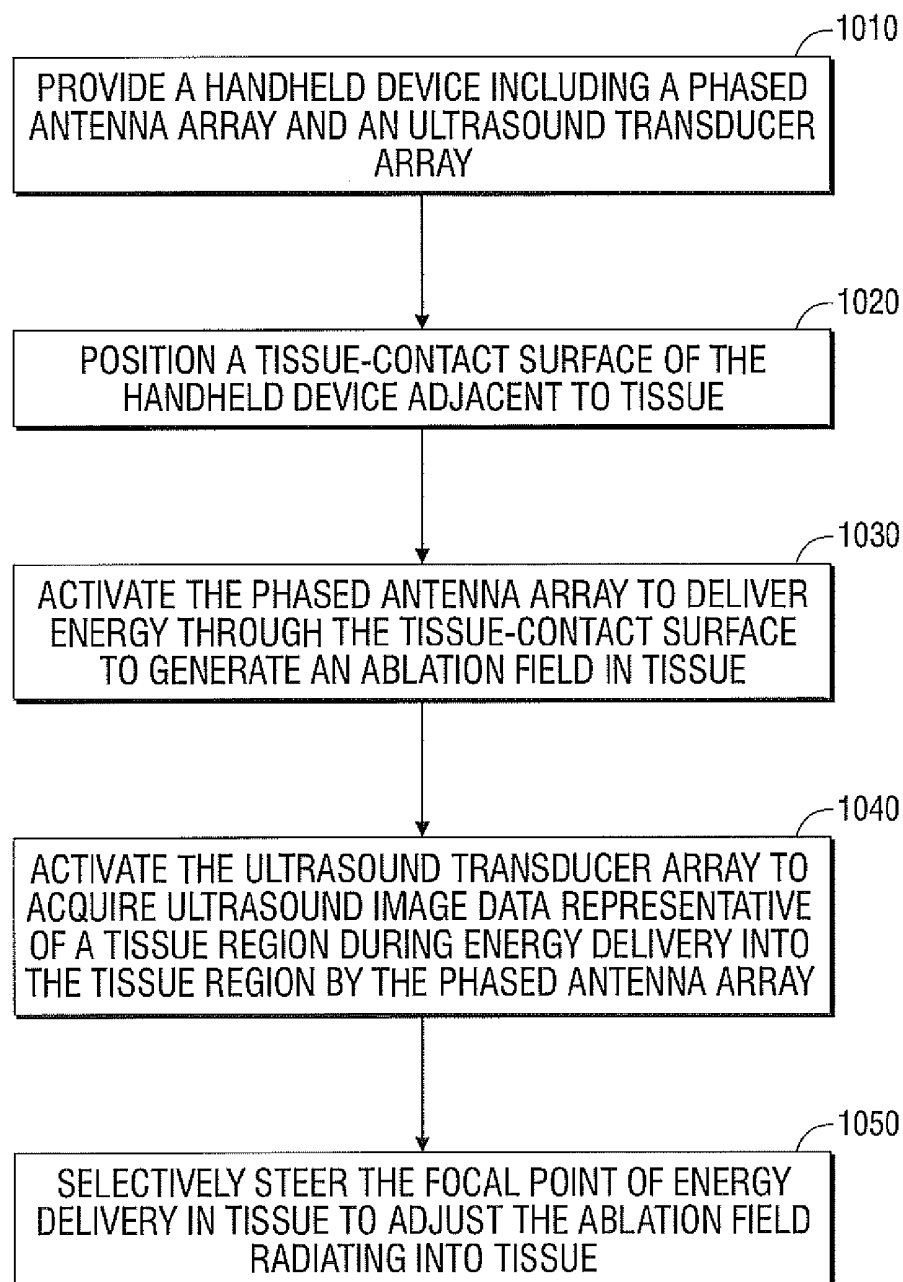 1010
PROVIDE A HANDHELD DEVICE INCLUDING A PHASED
ANTENNA ARRAY AND AN ULTRASOUND TRANSDUCER
ARRAY
1020
POSITION A TISSUE-CONTACT SURFACE OF THE
HANDHELD DEVICE ADJACENT TO TISSUE
1030
ACTIVATE THE PHASED ANTENNA ARRAY TO DELIVER
ENERGY THROUGH THE TISSUE-CONTACT SURFACE
TO GENERATE AN ABLATION FIELD IN TISSUE
1040
ACTIVATE THE ULTRASOUND TRANSDUCER ARRAY TO
ACQUIRE ULTRASOUND IMAGE DATA REPRESENTATIVE
OF A TISSUE REGION DURING ENERGY DELIVERY INTO
THE TISSUE REGION BY THE PHASED ANTENNA ARRAY
1050
SELECTIVELY STEER THE FOCAL POINT OF ENERGY
DELIVERY IN TISSUE TO ADJUST THE ABLATION FIELD
RADIATING INTO TISSUE